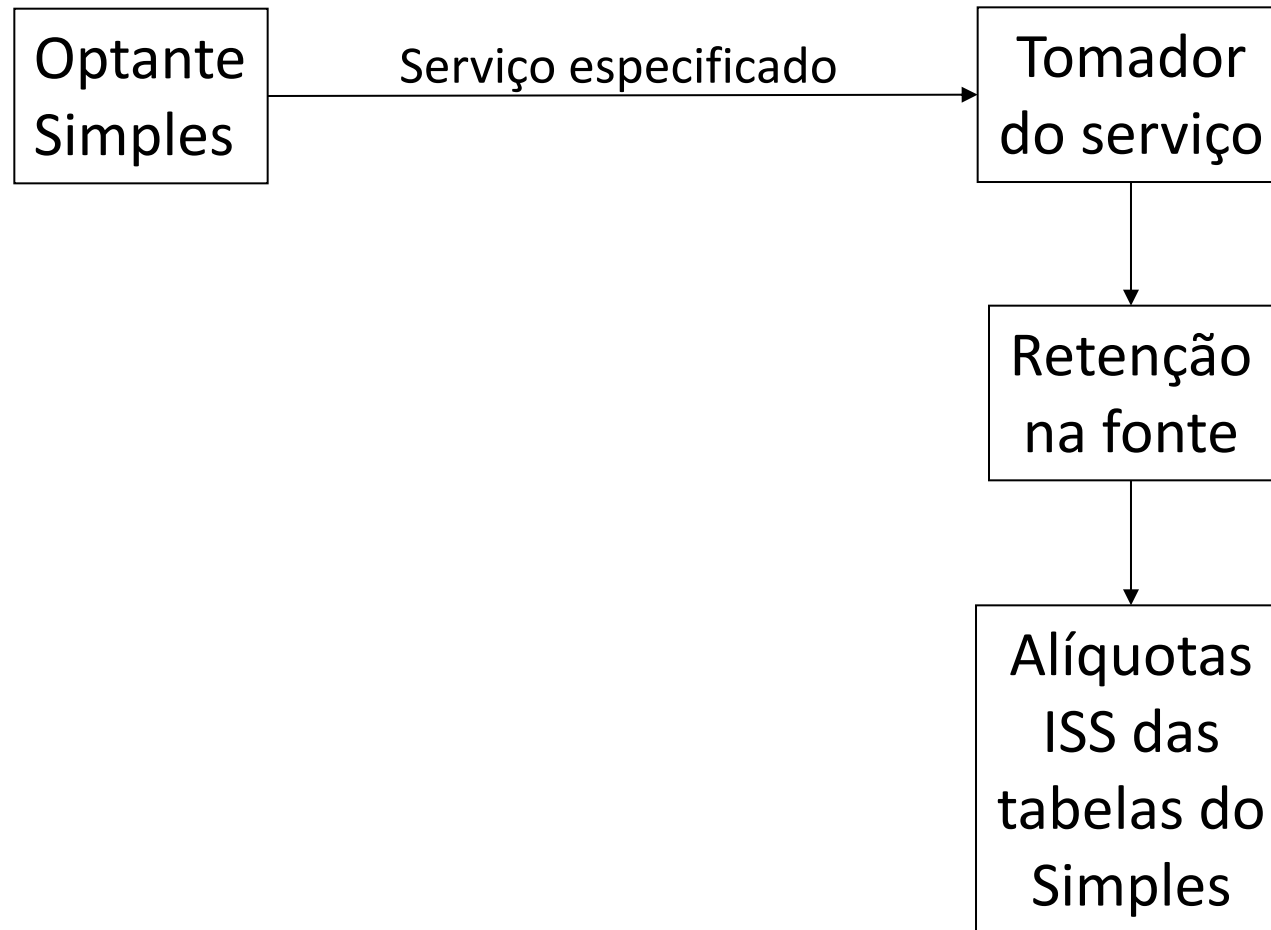 Optante
Simples
Serviço especificado
Tomador
do serviço
Retenção
na fonte
Alíquotas
ISS das
tabelas do
Simples